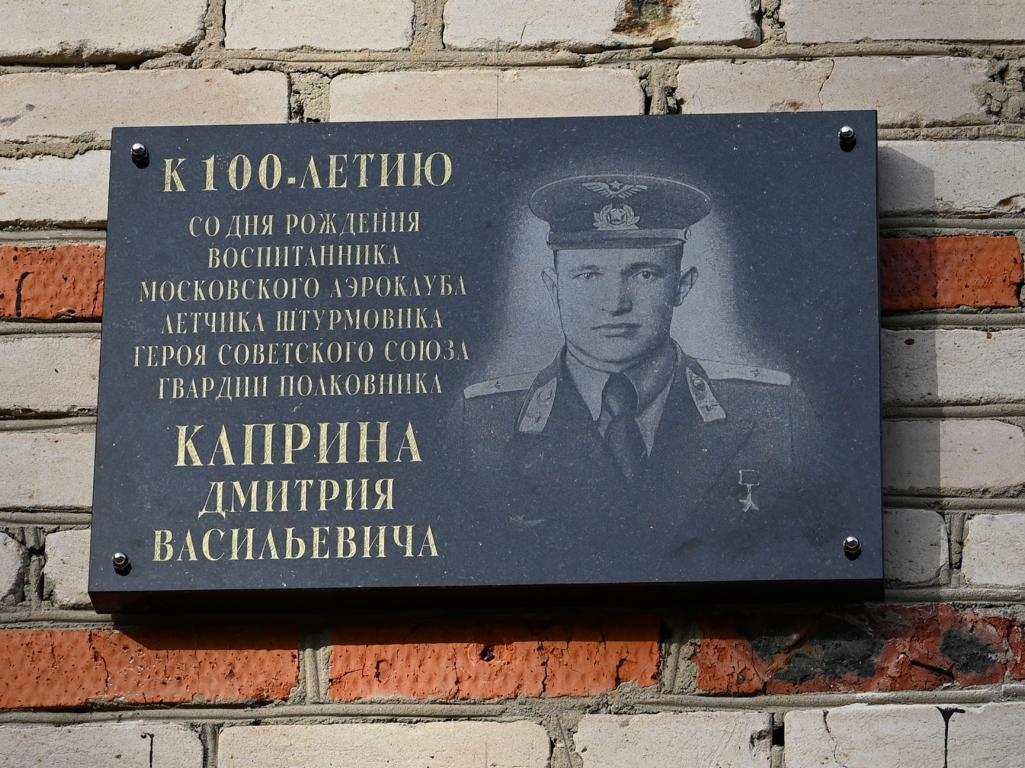 К 100-ЛЕТИЮ
СО ДНЯ РОЖДЕНИЯ
ВОСПИТАННИКА
МОСКОВСКОГО АЭРОКЛУБА
ЛЕТЧИКА ШТУРМОВИКА
ГЕРОЯ СОВЕТСКОГО СОЮЗА
ГВАРДИИ ПОЛКОВНИКА
КАПРИНА
ДМИТРИЯ
ВАСИЛЬЕВИЧА